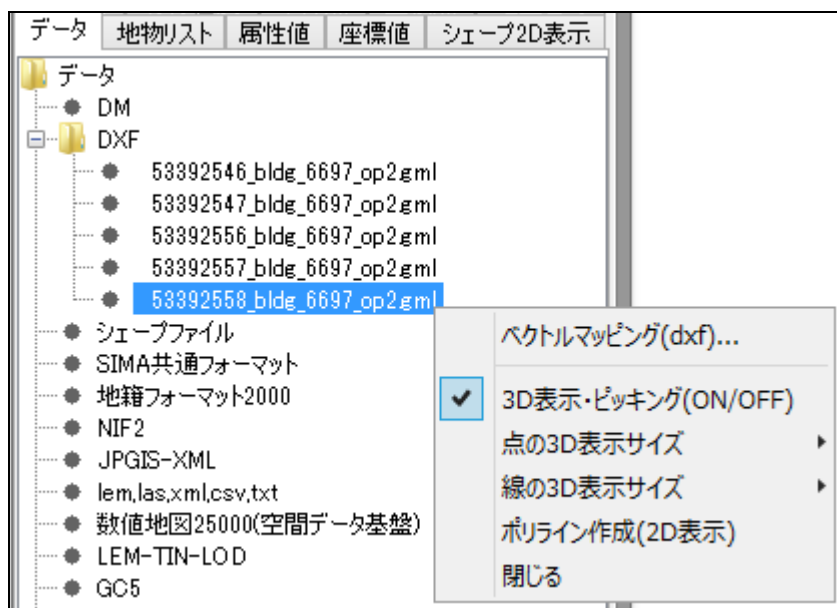 データ 地物リスト 属性値 座標値 シェープ2D表示
データ
DM
DXF
53392546_bldg_6697_op2gml
53392547_bldg_6697_op2gml
53392556_bldg_6697_op2gml
53392557_bldg_6697_op2gml
53392558_bldg_6697_op2gml
シェープファイル
SIMA共通フォーマット
地籍フォーマット2000
NIF2
JPGIS-XML
lem,las,xml,csv,txt
数値地図25000(空間データ基盤)
LEM-TIN-LOD
GC5
ベクトルマッピング(dxf)...
3D表示・ピッキング(ON/OFF)
点の3D表示サイズ
線の3D表示サイズ
ポリライン作成(2D表示)
閉じる